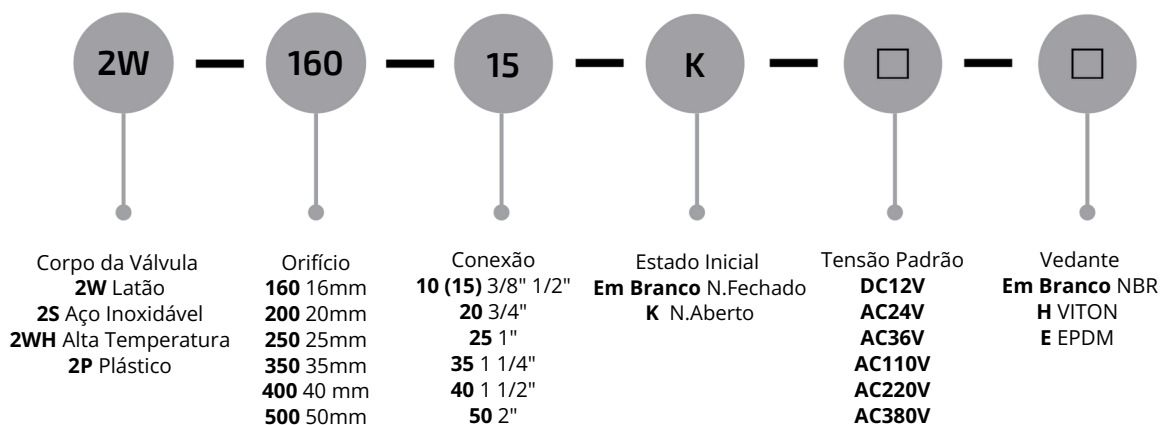 2W — 160 — 15 — K — □ — □
Corpo da Válvula
2W Latão
2S Aço Inoxidável
2WH Alta Temperatura
2P Plástico
Orifício
160 16mm
200 20mm
250 25mm
350 35mm
400 40 mm
500 50mm
Conexão
10 (15) 3/8" 1/2"
20 3/4"
25 1"
35 1 1/4"
40 1 1/2"
50 2"
Estado Inicial
Em Branco N.Fechado
K N.Aberto
Tensão Padrão
DC12V
AC24V
AC36V
AC110V
AC220V
AC380V
Vedante
Em Branco NBR
H VITON
E EPDM